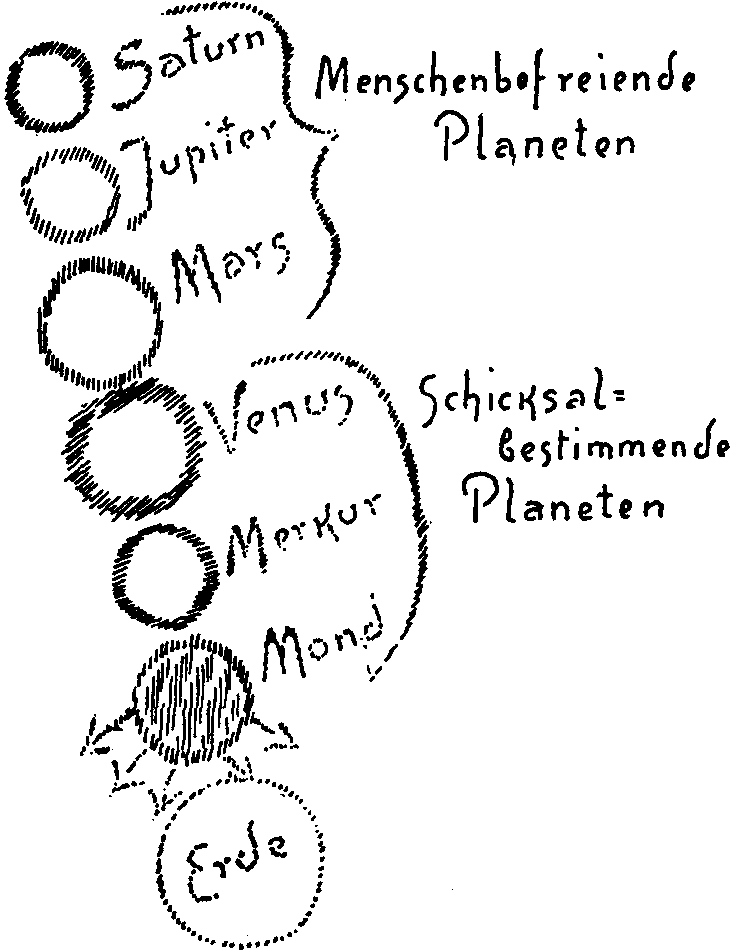 Saturn
Menschenbefreiende
Planeten
Jupiter
Mars
Venus
Schicksal=
bestimmende
Planeten
Merkur
Mond
Erde